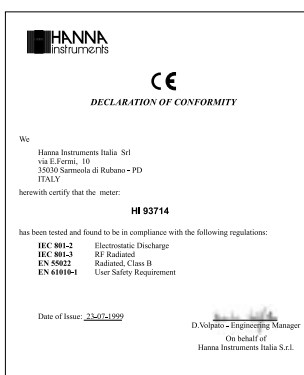 HANNA
instruments
CE
DECLARATION OF CONFORMITY
We
Hanna Instruments Italia Srl
via E.Fermi, 10
35030 Sarmeola di Rubano - PD
ITALY
herewith certify that the meter:
HI 93714
has been tested and found to be in compliance with the following regulations:
IEC 801-2 Electrostatic Discharge
IEC 801-3 RF Radiated
EN 55022 Radiated, Class B
EN 61010-1 User Safety Requirement
Date of Issue: 23-07-1999
D.Volpato - Engineering Manager
On behalf of
Hanna Instruments Italia S.r.l.